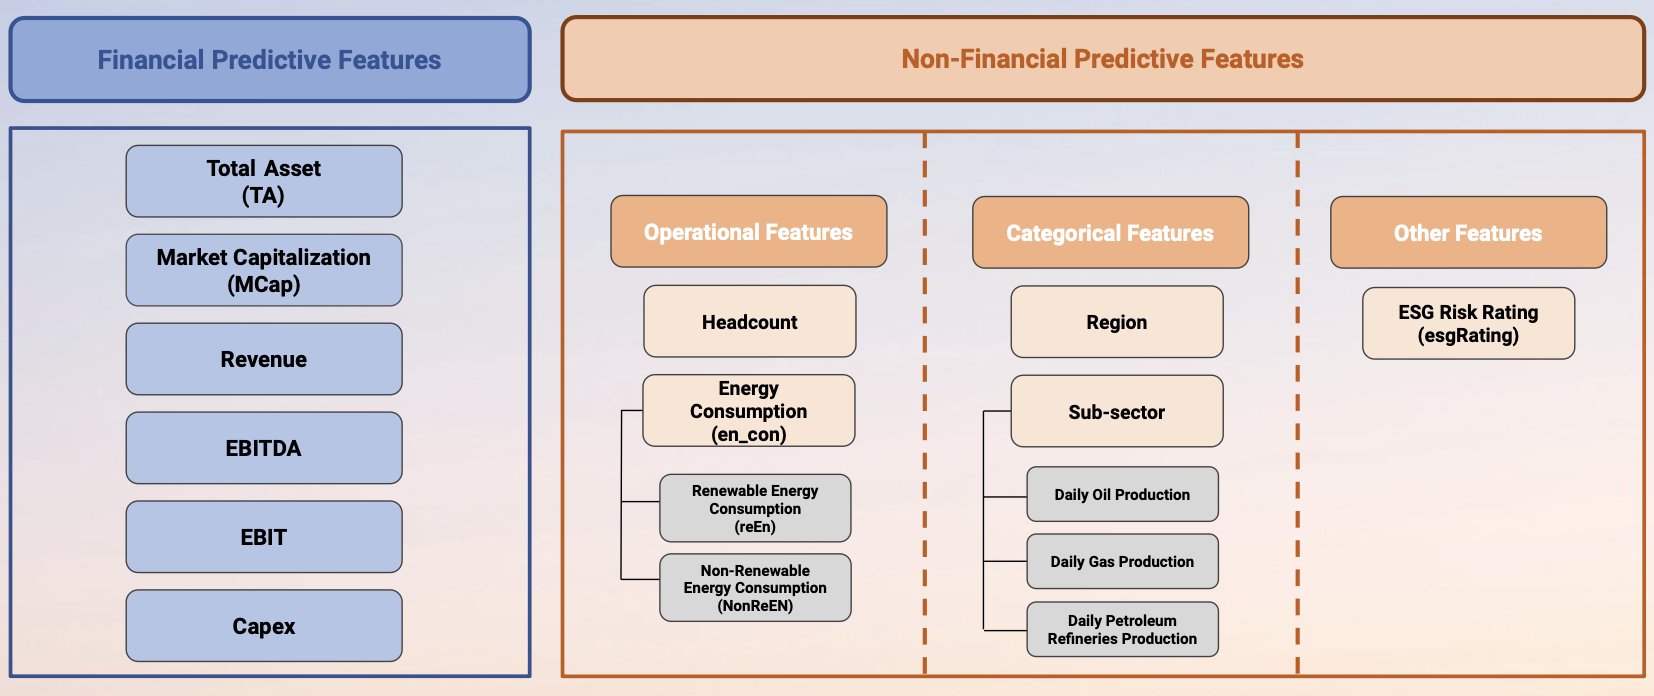 Financial Predictive Features
Total Asset
(TA)
Market Capitalization
(MCap)
Revenue
EBITDA
EBIT
Capex
Non-Financial Predictive Features
Operational Features
Headcount
Energy
Consumption
(en_con)
Renewable Energy
Consumption
(reEn)
Non-Renewable
Energy Consumption
(NonReEN)
Categorical Features
Region
Sub-sector
Daily Oil Production
Daily Gas Production
Daily Petroleum
Refineries Production
Other Features
ESG Risk Rating
(esgRating)